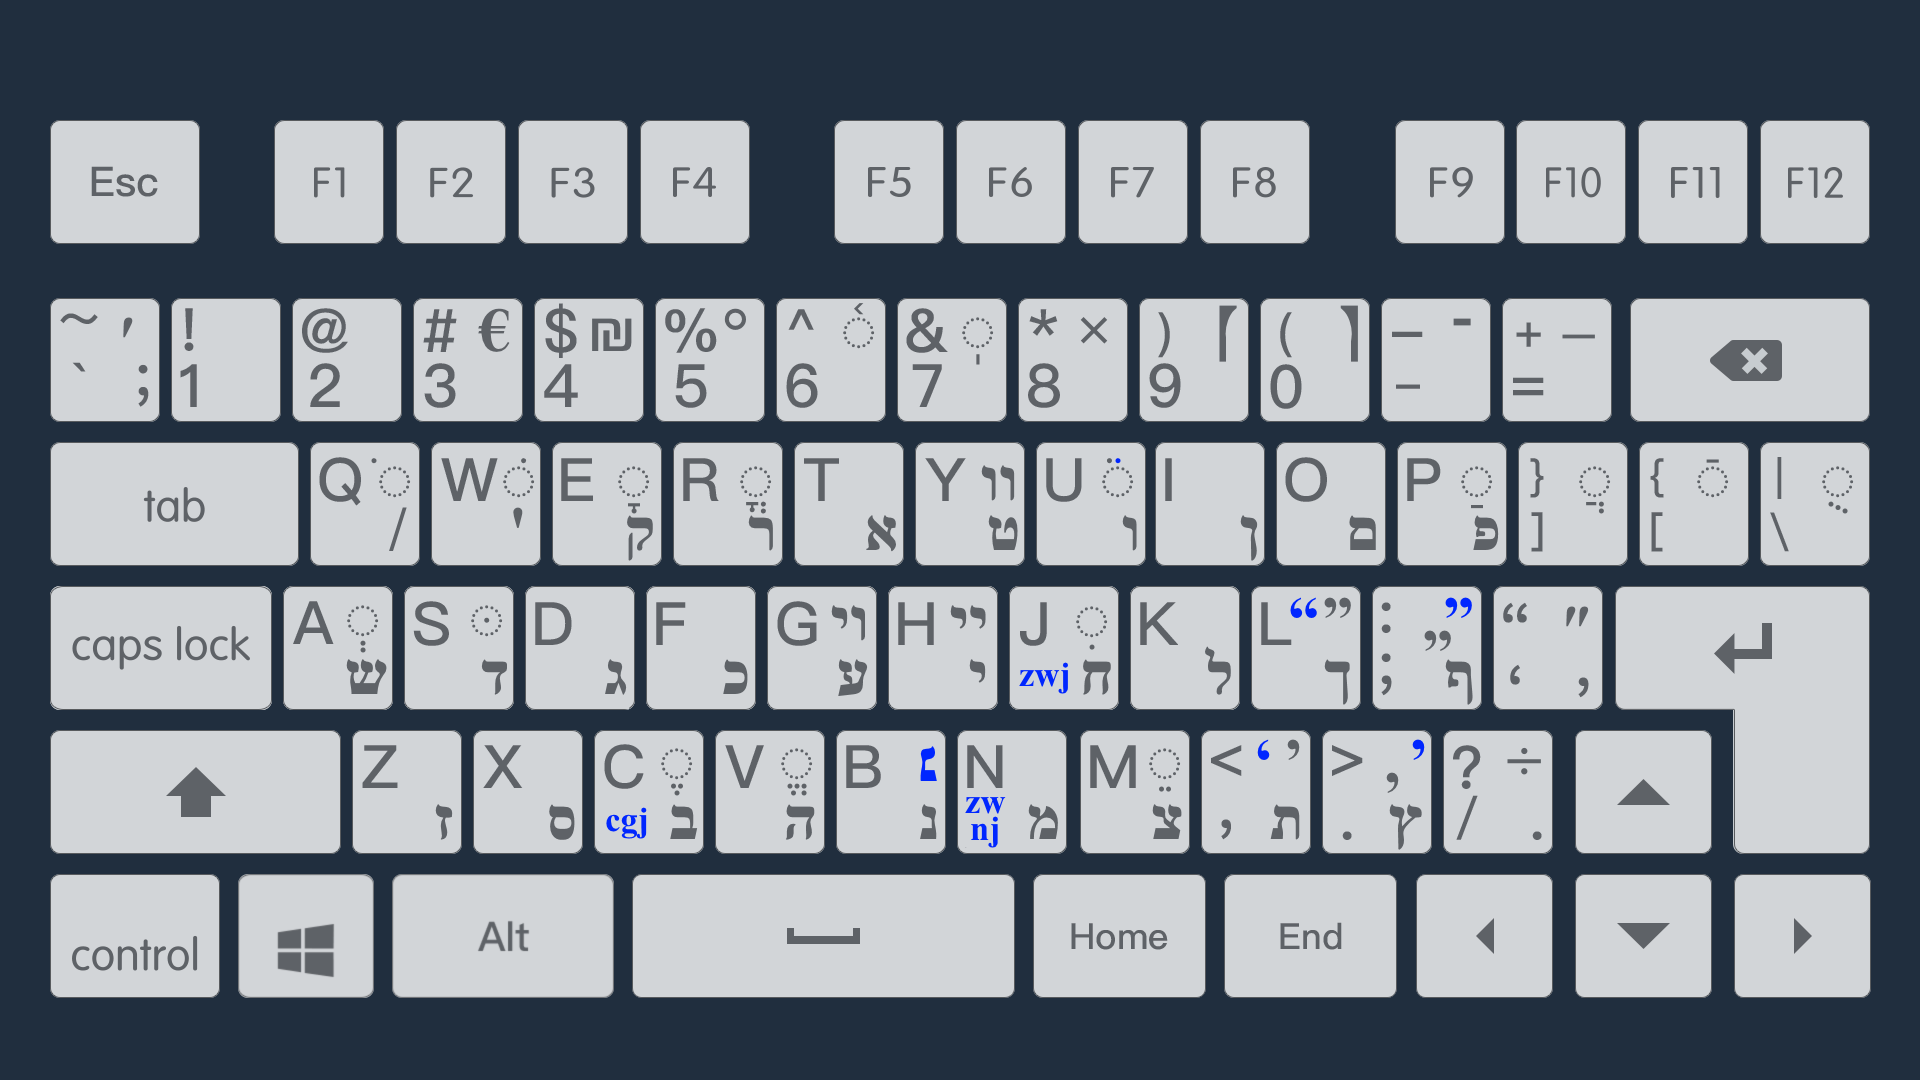 Esc F1 F2 F3 F4 F5 F6 F7 F8 F9 F10 F11 F12
~ ׳ ! @ # € $ ₪ % ° ^ ֝ & ֽ * × ) ( – ־ + —
` ; 1 2 3 4 5 6 7 8 9 0 - =
tab Q W E R T Y װ U I O P } { |
/ ' ק ר א ט ו ן ם פ ] [ \
caps lock A S D F G ױ H ײ J K L “ ” : ” „ “ ״
ש ד ג כ ע י zwj ח ל ך ; ף ‘ ,
Z X C V B N M < ‘ ’ > ‚ ’ ? ÷
ז ס cgj ב ה נ zw nj מ צ , ת . ץ / .
control Alt Home End